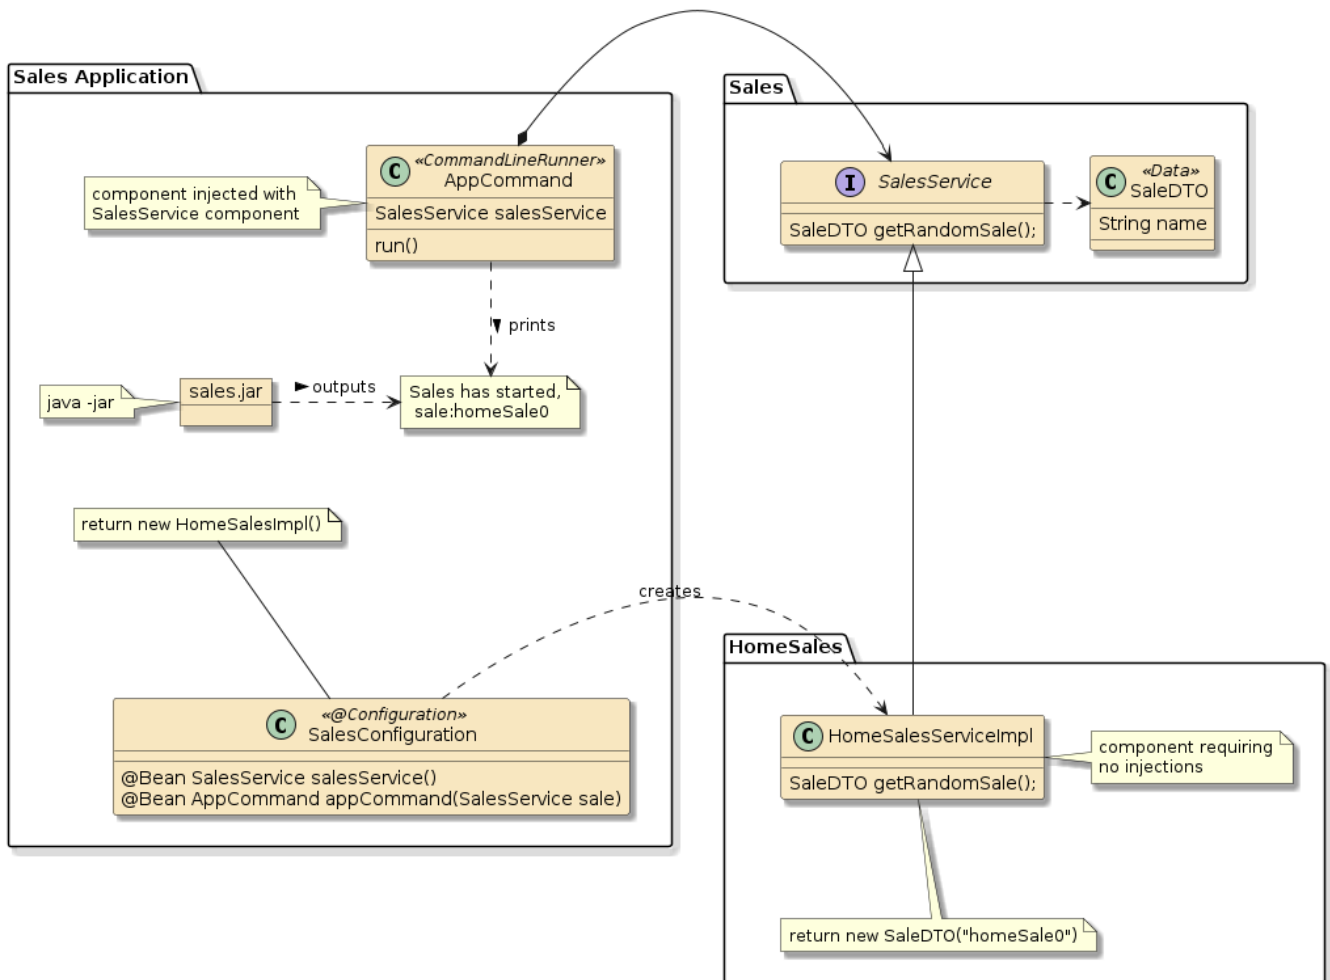 Sales Application
Sales
C
«CommandLineRunner»
AppCommand
SalesService salesService
run()
component injected with
SalesService component
I
SalesService
SaleDTO getRandomSale();
C
«Data»
SaleDTO
String name
prints
java -jar
sales.jar
outputs
Sales has started,
sale:homeSale0
return new HomeSalesImpl()
creates
C
«@Configuration»
SalesConfiguration
@Bean SalesService salesService()
@Bean AppCommand appCommand(SalesService sale)
HomeSales
C
HomeSalesServiceImpl
SaleDTO getRandomSale();
component requiring
no injections
return new SaleDTO("homeSale0")